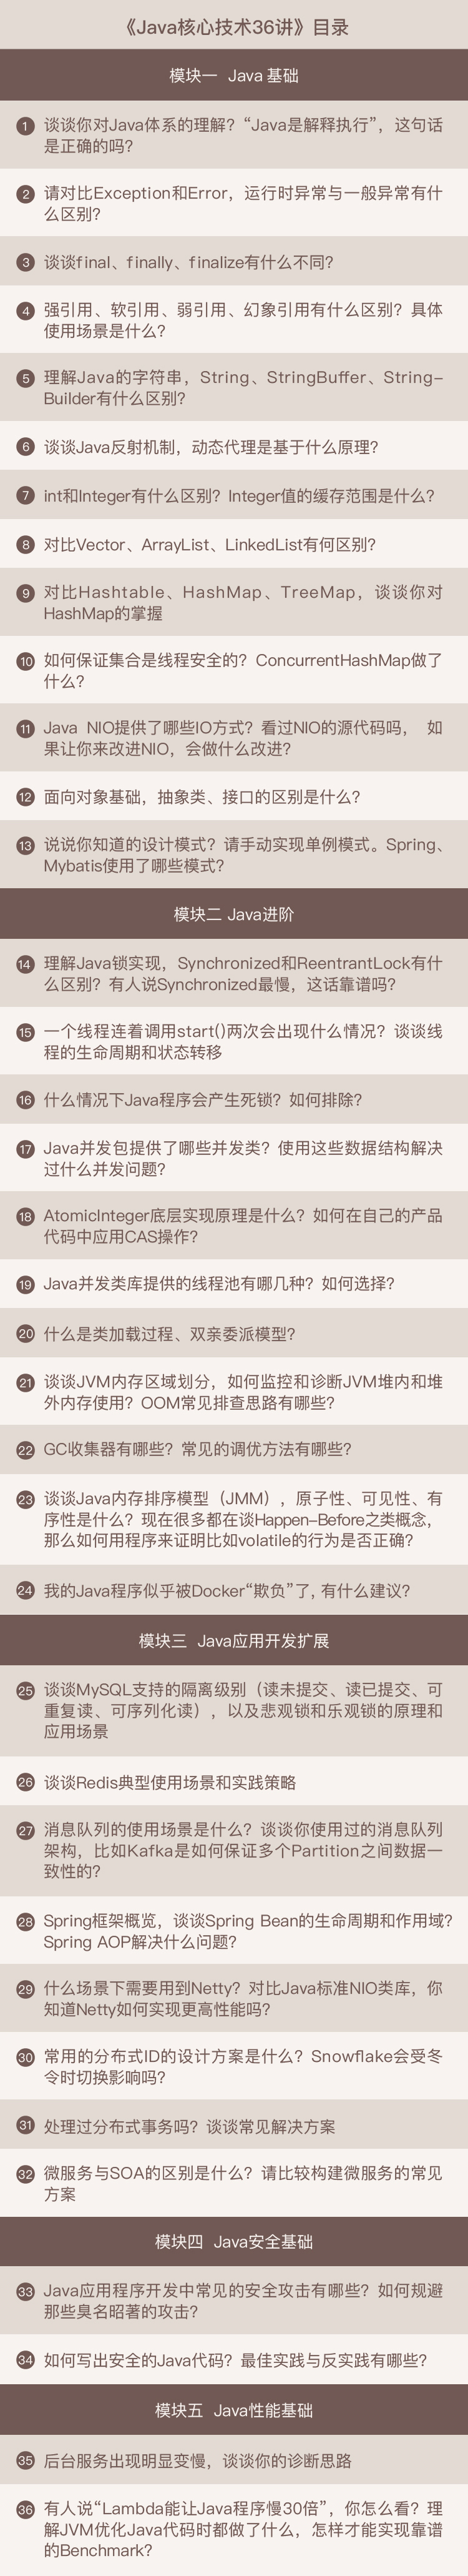 《Java核心技术36讲》目录
模块一 Java 基础
1 谈谈你对Java体系的理解？“Java是解释执行”，这句话
是正确的吗？
2 请对比Exception和Error，运行时异常与一般异常有什
么区别？
3 谈谈final、finally、finalize有什么不同？
4 强引用、软引用、弱引用、幻象引用有什么区别？具体
使用场景是什么？
5 理解Java的字符串，String、StringBuffer、String-
Builder有什么区别？
6 谈谈Java反射机制，动态代理是基于什么原理？
7 int和Integer有什么区别？Integer值的缓存范围是什么？
8 对比Vector、ArrayList、LinkedList有何区别？
9 对比Hashtable、HashMap、TreeMap，谈谈你对
HashMap的掌握
10 如何保证集合是线程安全的？ConcurrentHashMap做了
什么？
11 Java NIO提供了哪些IO方式？看过NIO的源代码吗， 如
果让你来改进NIO，会做什么改进？
12 面向对象基础，抽象类、接口的区别是什么？
13 说说你知道的设计模式？请手动实现单例模式。Spring、
Mybatis使用了哪些模式？
模块二 Java进阶
14 理解Java锁实现，Synchronized和ReentrantLock有什
么区别？有人说Synchronized最慢，这话靠谱吗？
15 一个线程连着调用start()两次会出现什么情况？谈谈线
程的生命周期和状态转移
16 什么情况下Java程序会产生死锁？如何排除？
17 Java并发包提供了哪些并发类？使用这些数据结构解决
过什么并发问题？
18 AtomicInteger底层实现原理是什么？如何在自己的产品
代码中应用CAS操作？
19 Java并发类库提供的线程池有哪几种？如何选择？
20 什么是类加载过程、双亲委派模型？
21 谈谈JVM内存区域划分，如何监控和诊断JVM堆内和堆
外内存使用？OOM常见排查思路有哪些？
22 GC收集器有哪些？常见的调优方法有哪些？
23 谈谈Java内存排序模型（JMM），原子性、可见性、有
序性是什么？现在很多都在谈Happen-Before之类概念，
那么如何用程序来证明比如volatile的行为是否正确？
24 我的Java程序似乎被Docker“欺负”了，有什么建议？
模块三 Java应用开发扩展
25 谈谈MySQL支持的隔离级别（读未提交、读已提交、可
重复读、可序列化读），以及悲观锁和乐观锁的原理和
应用场景
26 谈谈Redis典型使用场景和实践策略
27 消息队列的使用场景是什么？谈谈你使用过的消息队列
架构，比如Kafka是如何保证多个Partition之间数据一
致性的？
28 Spring框架概览，谈谈Spring Bean的生命周期和作用域？
Spring AOP解决什么问题？
29 什么场景下需要用到Netty？对比Java标准NIO类库，你
知道Netty如何实现更高性能吗？
30 常用的分布式ID的设计方案是什么？Snowflake会受冬
令时切换影响吗？
31 处理过分布式事务吗？谈谈常见解决方案
32 微服务与SOA的区别是什么？请比较构建微服务的常见
方案
模块四 Java安全基础
33 Java应用程序开发中常见的安全攻击有哪些？如何规避
那些臭名昭著的攻击？
34 如何写出安全的Java代码？最佳实践与反实践有哪些？
模块五 Java性能基础
35 后台服务出现明显变慢，谈谈你的诊断思路
36 有人说“Lambda能让Java程序慢30倍”，你怎么看？理
解JVM优化Java代码时都做了什么，怎样才能实现靠谱
的Benchmark？